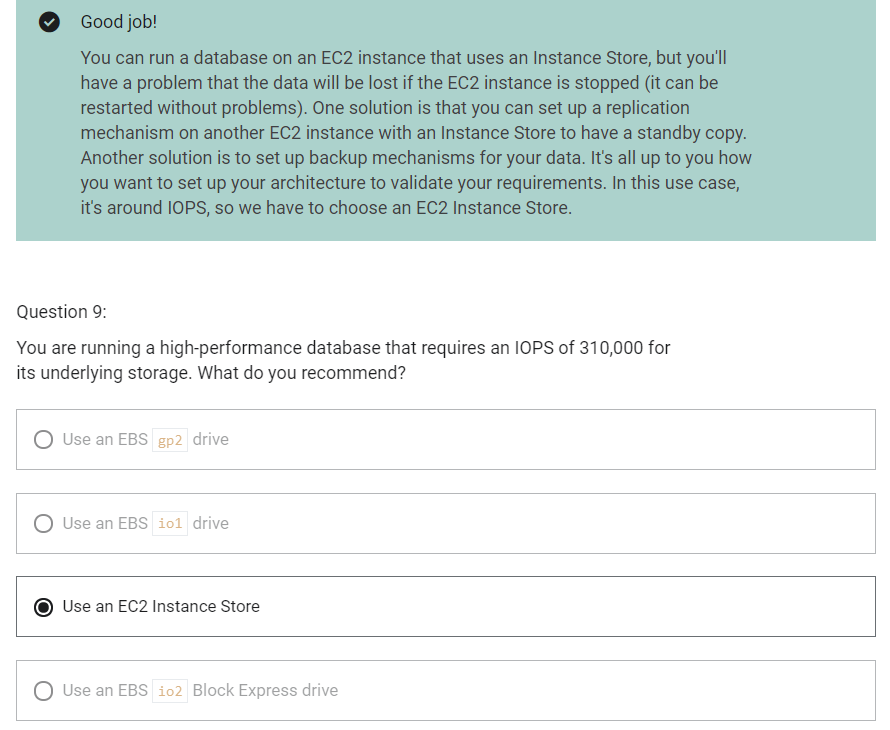 Good job!
You can run a database on an EC2 instance that uses an Instance Store, but you'll
have a problem that the data will be lost if the EC2 instance is stopped (it can be
restarted without problems). One solution is that you can set up a replication
mechanism on another EC2 instance with an Instance Store to have a standby copy.
Another solution is to set up backup mechanisms for your data. It's all up to you how
you want to set up your architecture to validate your requirements. In this use case,
it's around IOPS, so we have to choose an EC2 Instance Store.
Question 9:
You are running a high-performance database that requires an IOPS of 310,000 for
its underlying storage. What do you recommend?
Use an EBS gp2 drive
Use an EBS io1 drive
Use an EC2 Instance Store
Use an EBS io2 Block Express drive